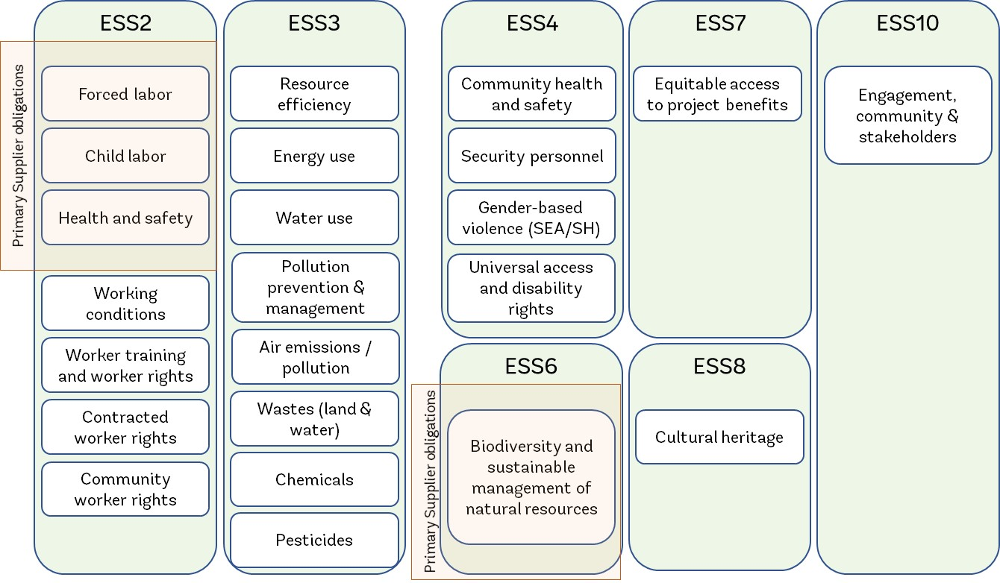 ESS2
Primary Supplier obligations
Forced labor
Child labor
Health and safety
Working
conditions
Worker training
and worker rights
Contracted
worker rights
Community
worker rights
ESS3
Resource
efficiency
Energy use
Water use
Pollution
prevention &
management
Air emissions /
pollution
Wastes (land &
water)
Chemicals
Pesticides
ESS4
Community health
and safety
Security personnel
Gender-based
violence (SEA/SH)
Universal access
and disability
rights
ESS6
Primary Supplier obligations
Biodiversity and
sustainable
management of
natural resources
ESS7
Equitable access
to project benefits
ESS8
Cultural heritage
ESS10
Engagement,
community &
stakeholders